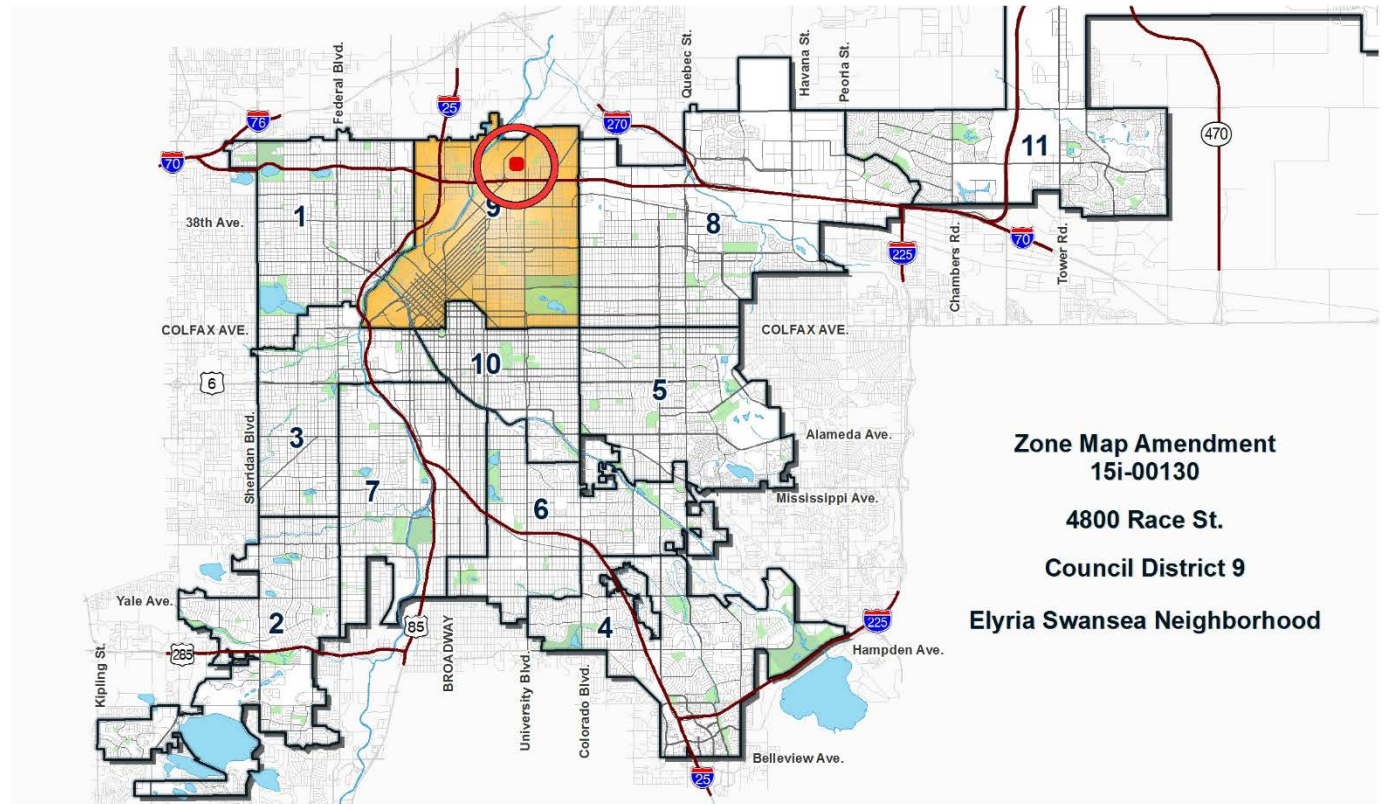 Federal Blvd.
Quebec St.
Havana St.
Peoria St.
76
25
270
470
70
11
1
9
8
38th Ave.
225
70
Chambers Rd.
Tower Rd.
COLFAX AVE.
COLFAX AVE.
10
6
5
3
Sheridan Blvd.
Alameda Ave.
7
6
Mississippi Ave.
Yale Ave.
2
85
4
225
Hampden Ave.
285
Kipling St.
BROADWAY
University Blvd.
Colorado Blvd.
Belleview Ave.
25
Zone Map Amendment
15i-00130
4800 Race St.
Council District 9
Elyria Swansea Neighborhood